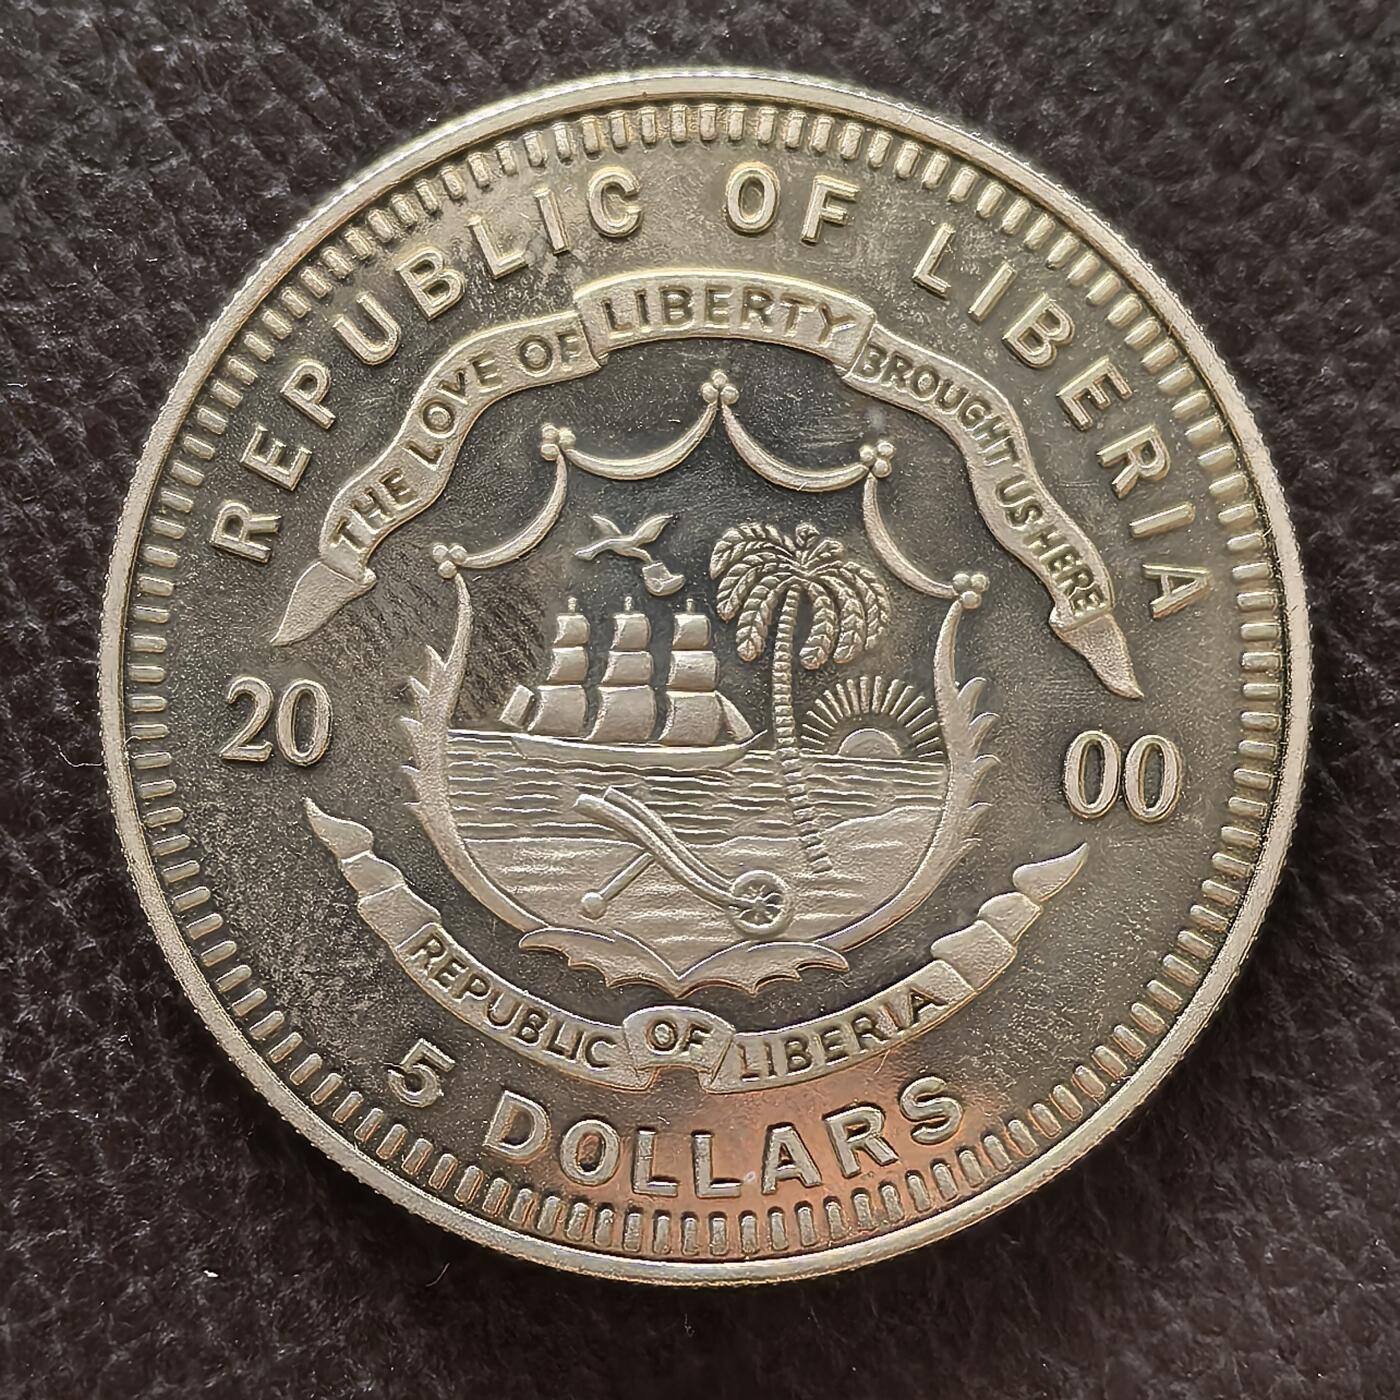 REPUBLIC OF LIBERIA
THE LOVE OF LIBERTY BROUGHT US HERE
20 00
REPUBLIC OF LIBERIA
5 DOLLARS